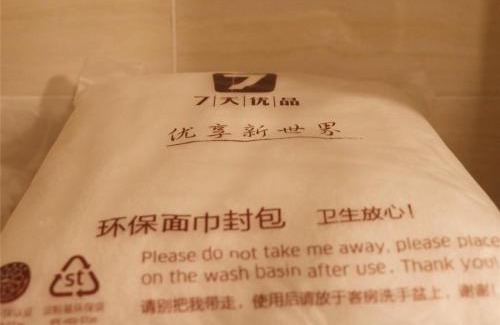 7
7|天|优|品
优享新世界
环保面巾封包 卫生放心!
Please do not take me away, please place
on the wash basin after use. Thank you
st
请别把我带走,使用后请放于客房洗手盆上,谢谢!